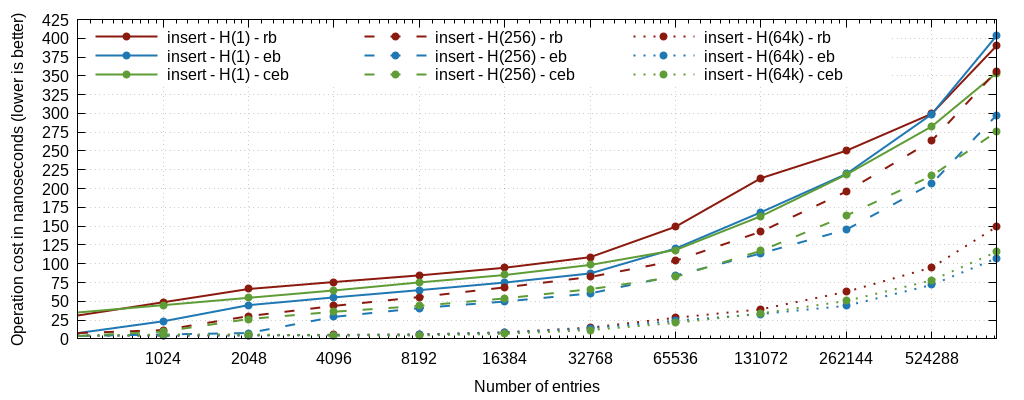 Operation cost in nanoseconds (lower is better)
425
400
375
350
325
300
275
250
225
200
175
150
125
100
75
50
25
0
insert - H(1) - rb
insert - H(1) - eb
insert - H(1) - ceb
insert - H(256) - rb
insert - H(256) - eb
insert - H(256) - ceb
insert - H(64k) - rb
insert - H(64k) - eb
insert - H(64k) - ceb
1024 2048 4096 8192 16384 32768 65536 131072 262144 524288
Number of entries